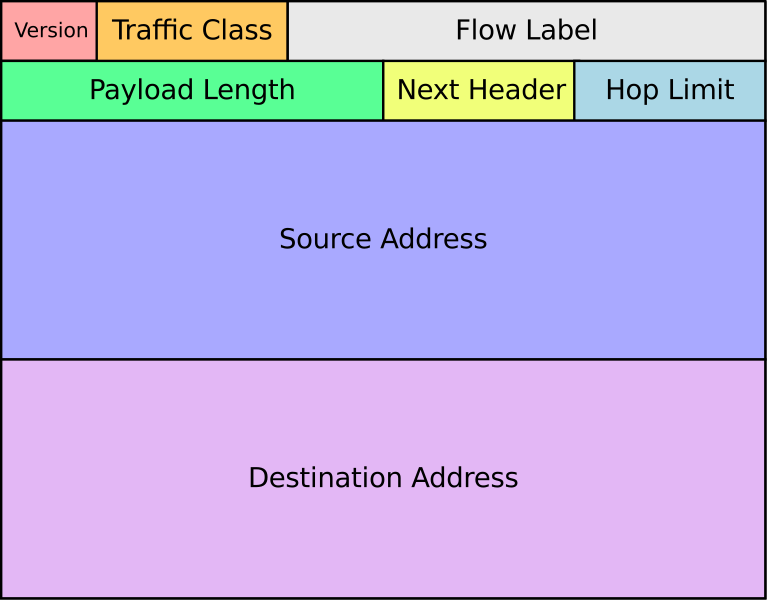 Version Traffic Class Flow Label
Payload Length Next Header Hop Limit
Source Address
Destination Address